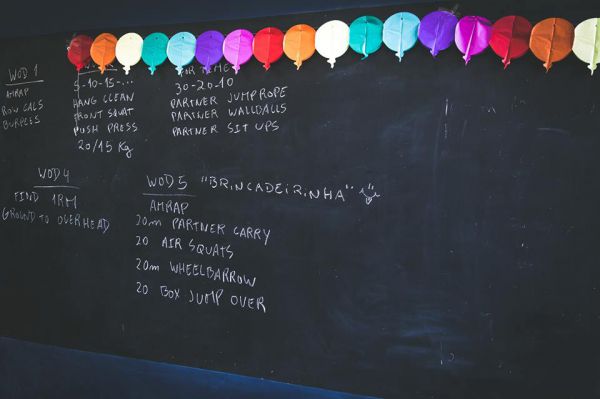 WOD 1
AMRAP
ROW CALS
BURPEES
5-10-15-...
HANG CLEAN
FRONT SQUAT
PUSH PRESS
20/15 Kg
FOR TIME
30-20-10
PARTNER JUMP ROPE
PARTNER WALLBALLS
PARTNER SIT UPS
WOD 4
FIND 1RM
GROUND TO OVERHEAD
WOD 5 "BRINCADEIRINHA"
AMRAP
20m PARTNER CARRY
20 AIR SQUATS
20m WHEELBARROW
20 BOX JUMP OVER